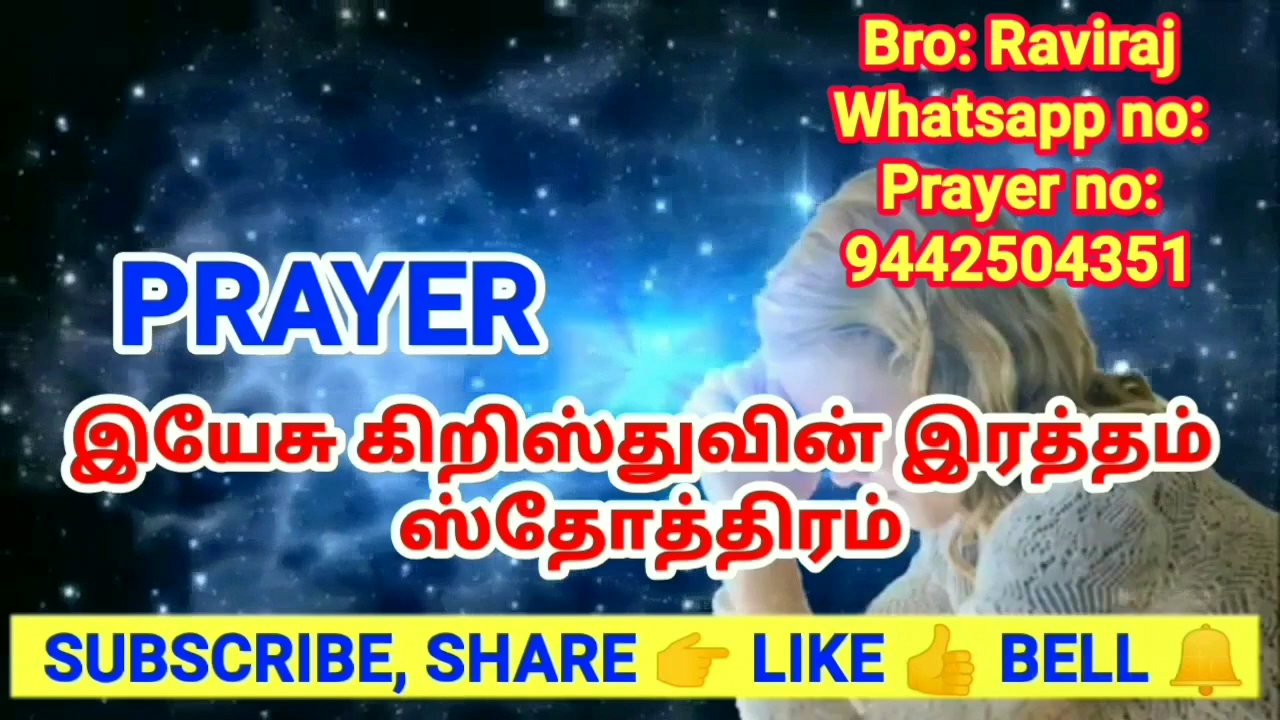 Bro: Raviraj
Whatsapp no:
Prayer no:
9442504351
PRAYER
இயேசு கிறிஸ்துவின் இரத்தம்
ஸ்தோத்திரம்
SUBSCRIBE, SHARE 👉 LIKE 👍 BELL 🔔